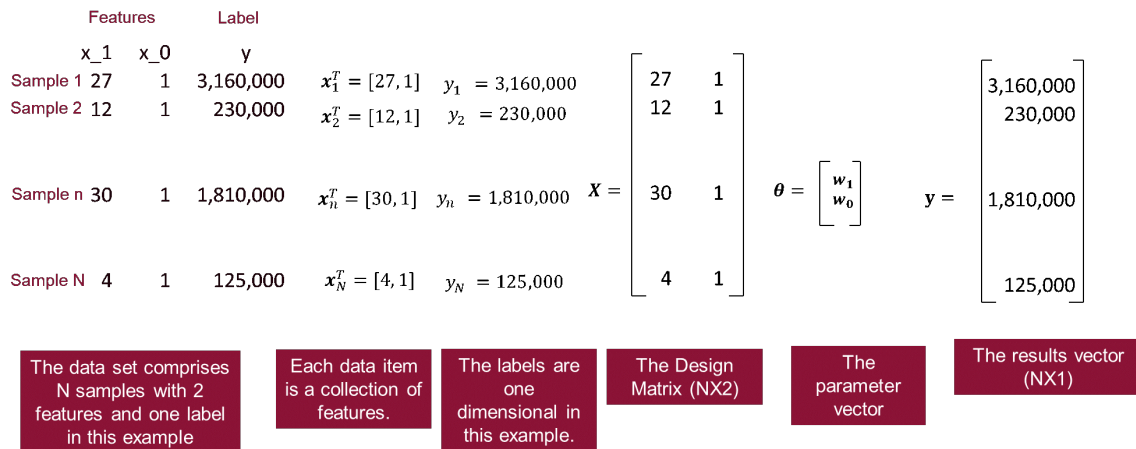 Features Label
x_1 x_0 y
Sample 1 27 1 3,160,000 x₁ᵀ = [27, 1] y₁ = 3,160,000 27 1 3,160,000
Sample 2 12 1 230,000 x₂ᵀ = [12, 1] y₂ = 230,000 12 1 230,000
Sample n 30 1 1,810,000 xₙᵀ = [30, 1] yₙ = 1,810,000 X = 30 1 θ = w₁ y = 1,810,000
w₀
Sample N 4 1 125,000 x_Nᵀ = [4, 1] y_N = 125,000 4 1 125,000
The data set comprises
N samples with 2
features and one label
in this example
Each data item
is a collection of
features.
The labels are
one
dimensional in
this example.
The Design
Matrix (NX2)
The
parameter
vector
The results vector
(NX1)